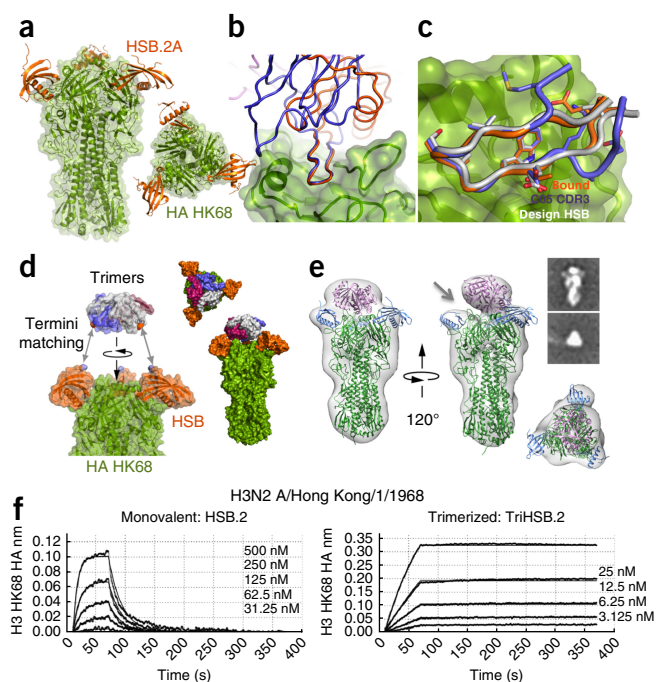 a
HSB.2A
HA HK68
b
c
Bound
CDR3
Design HSB
d
Trimers
Termini
matching
HSB
HA HK68
e
120°
f
H3N2 A/Hong Kong/1/1968
Monovalent: HSB.2
H3 HK68 HA nm
0.12
0.10
0.08
0.06
0.04
0.02
0.00
500 nM
250 nM
125 nM
62.5 nM
31.25 nM
0 50 100 150 200 250 300 350 400
Time (s)
Trimerized: TriHSB.2
H3 HK68 HA nm
0.35
0.30
0.25
0.20
0.15
0.10
0.05
0.00
25 nM
12.5 nM
6.25 nM
3.125 nM
0 50 100 150 200 250 300 350 400
Time (s)